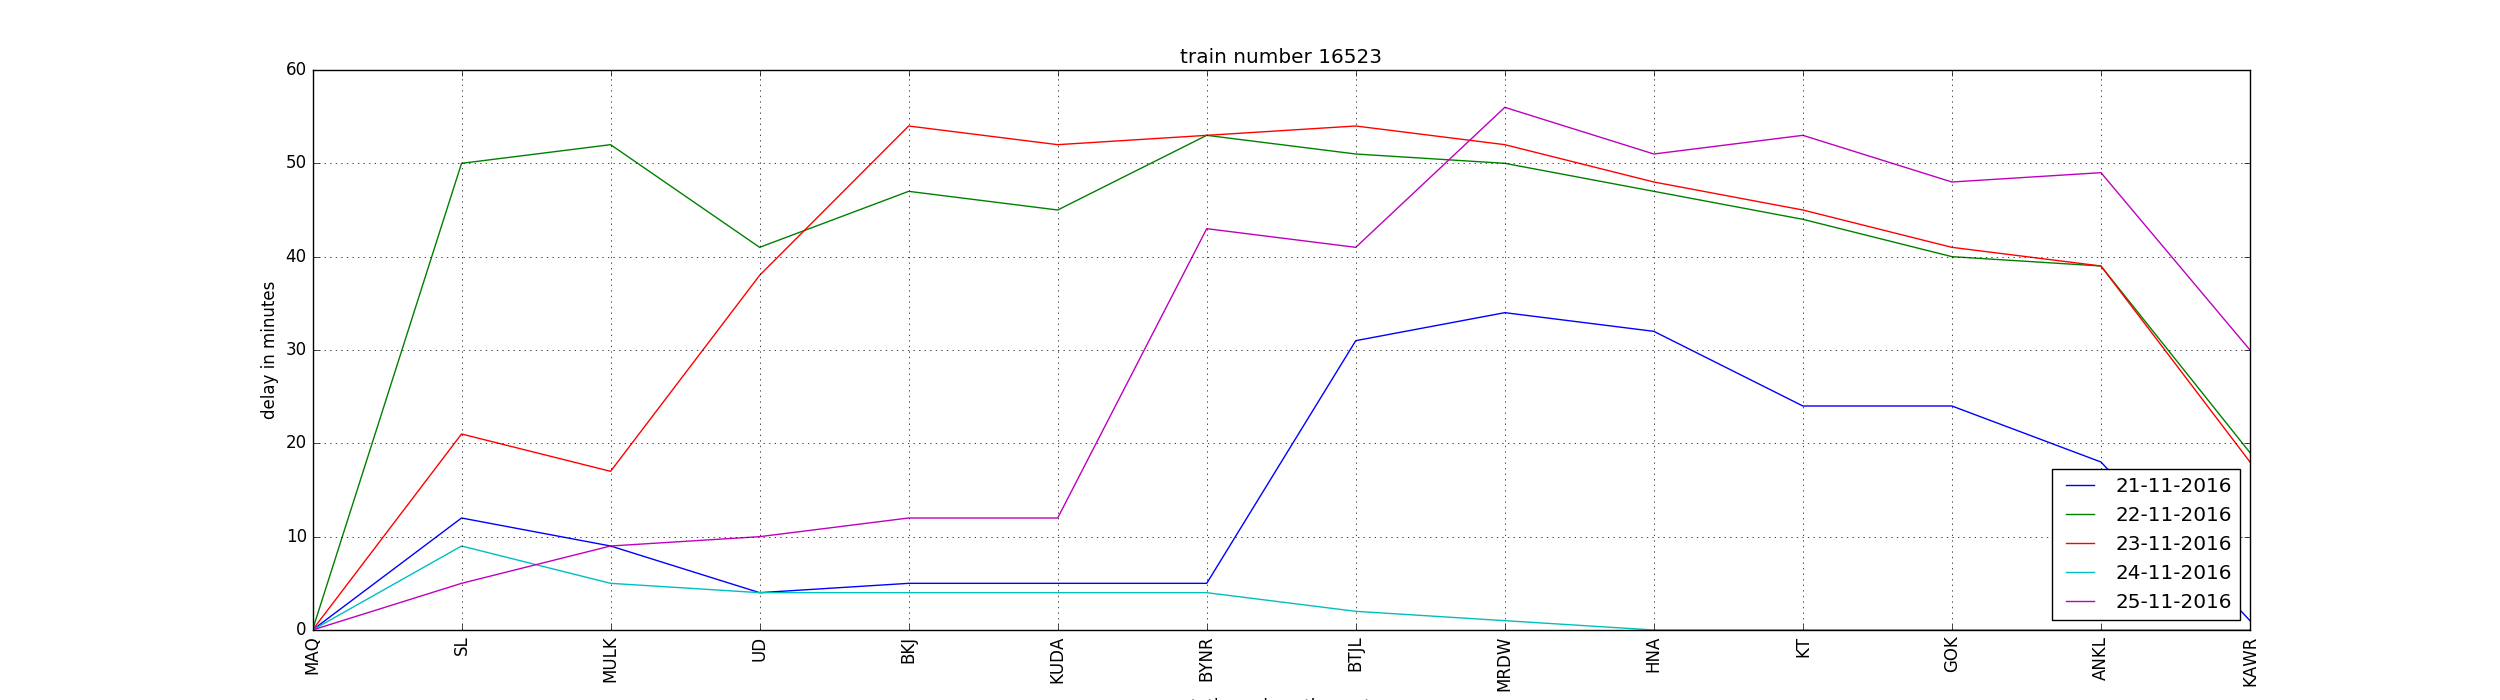 train number 16523
60
50
40
30
20
10
0
delay in minutes
21-11-2016
22-11-2016
23-11-2016
24-11-2016
25-11-2016
MAQ
SL
MULK
UD
BKJ
KUDA
BYNR
BTJL
MRDW
HNA
KT
GOK
ANKL
KAWR